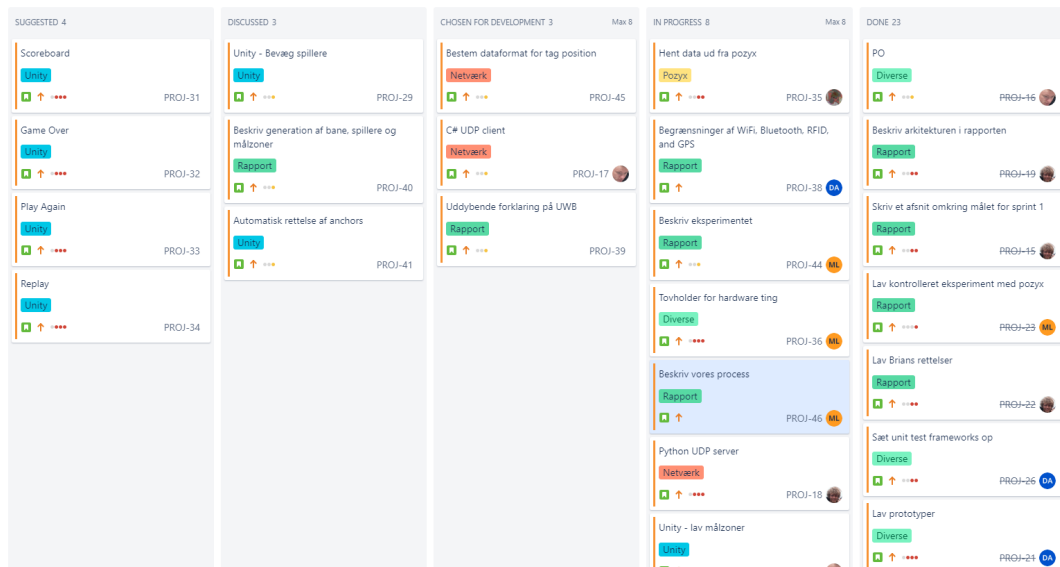 SUGGESTED 4
Scoreboard
Unity
PROJ-31
Game Over
Unity
PROJ-32
Play Again
Unity
PROJ-33
Replay
Unity
PROJ-34
DISCUSSED 3
Unity - Bevæg spillere
Unity
PROJ-29
Beskriv generation af bane, spillere og
målzoner
Rapport
PROJ-40
Automatisk rettelse af anchors
Unity
PROJ-41
CHOSEN FOR DEVELOPMENT 3 Max 8
Bestem dataformat for tag position
Netværk
PROJ-45
C# UDP client
Netværk
PROJ-17
Uddybende forklaring på UWB
Rapport
PROJ-39
IN PROGRESS 8 Max 8
Hent data ud fra pozyx
Pozyx
PROJ-35
Begrænsninger af WiFi, Bluetooth, RFID,
and GPS
Rapport
PROJ-38 DA
Beskriv eksperimentet
Rapport
PROJ-44 ML
Tovholder for hardware ting
Diverse
PROJ-36 ML
Beskriv vores process
Rapport
PROJ-46 ML
Python UDP server
Netværk
PROJ-18
Unity - lav målzoner
Unity
DONE 23
PO
Diverse
PROJ-16
Beskriv arkitekturen i rapporten
Rapport
PROJ-19
Skriv et afsnit omkring målet for sprint 1
Rapport
PROJ-15
Lav kontrolleret eksperiment med pozyx
Rapport
PROJ-23 ML
Lav Brians rettelser
Rapport
PROJ-22
Sæt unit test frameworks op
Diverse
PROJ-26 DA
Lav prototyper
Diverse
PROJ-21 DA